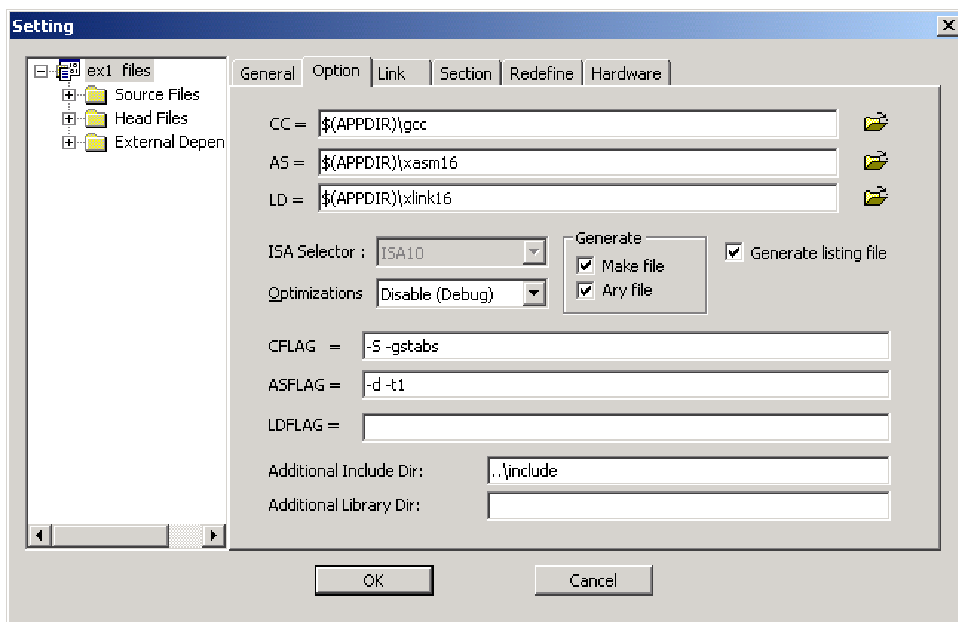 Setting
ex1 files
Source Files
Head Files
External Depen
General Option Link Section Redefine Hardware
CC = $(APPDIR)\gcc
AS = $(APPDIR)\xasm16
LD = $(APPDIR)\xlink16
ISA Selector : ISA10
Optimizations Disable (Debug)
Generate
Make file
Ary file
Generate listing file
CFLAG = -S -gstabs
ASFLAG = -d -t1
LDFLAG =
Additional Include Dir: ..\include
Additional Library Dir:
OK Cancel